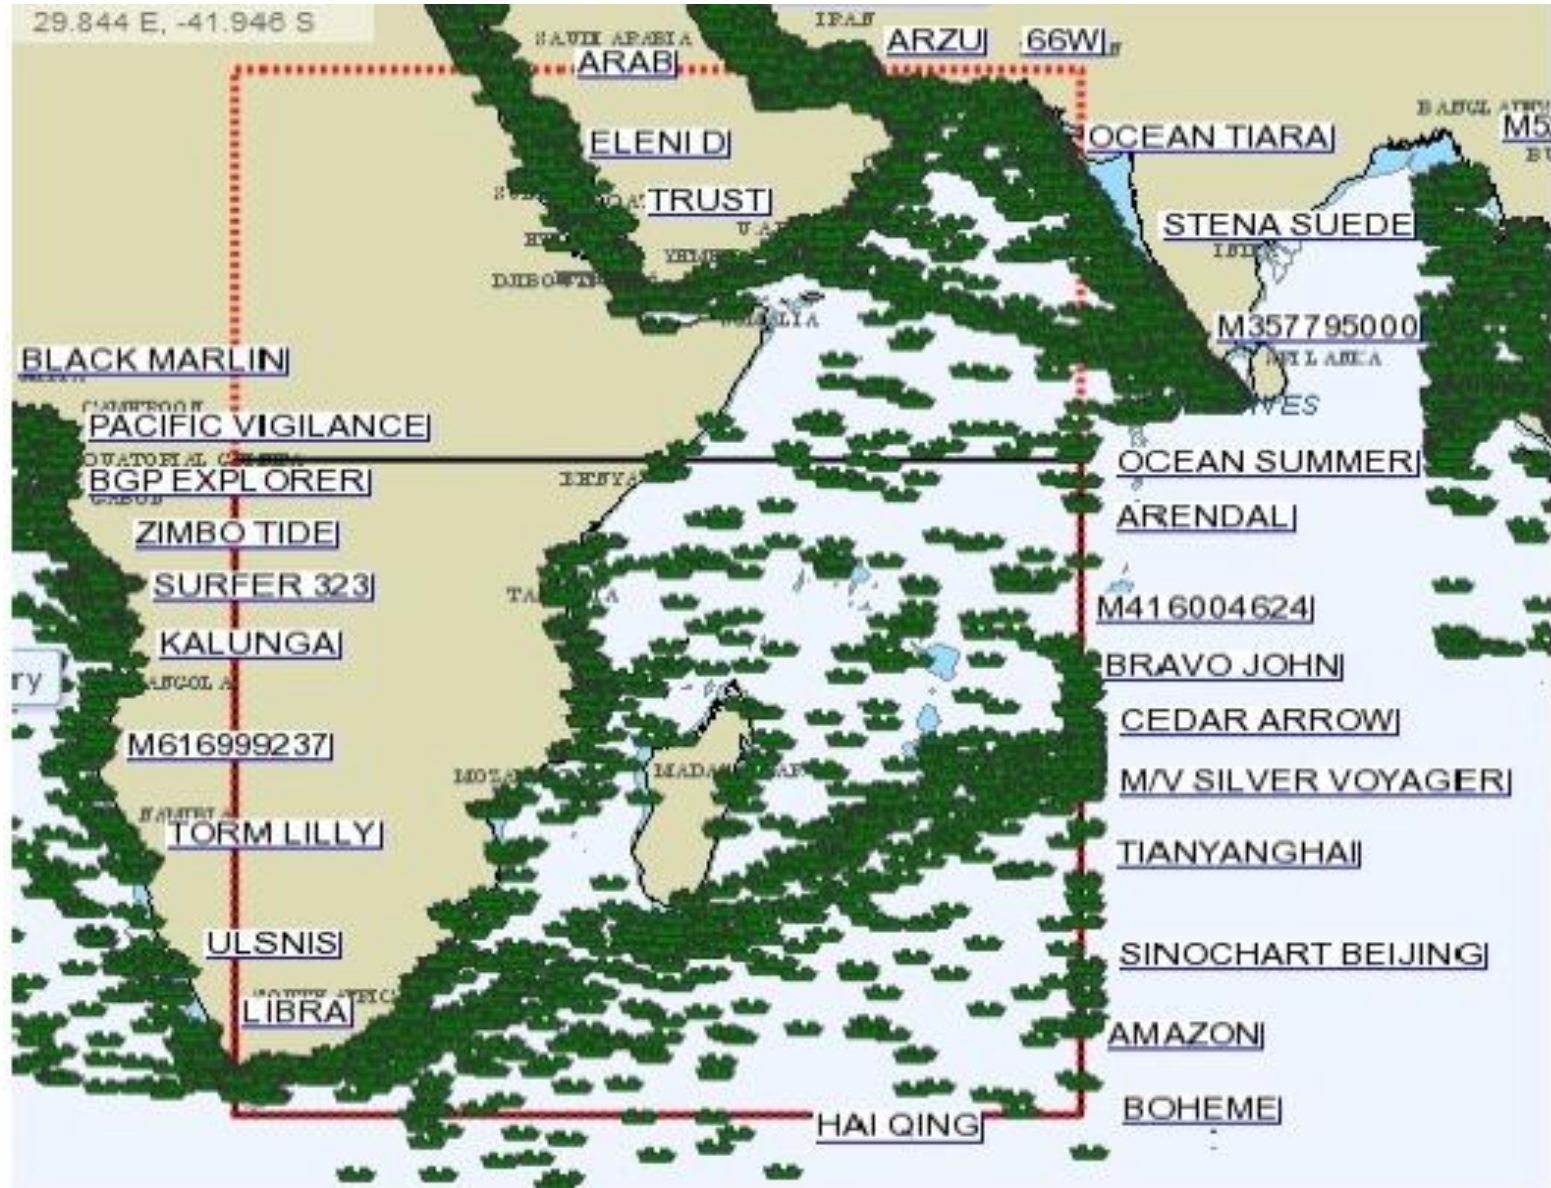 29.844 E, -41.946 S
IRAN
SAUDI ARABIA
ARZU
66W
ARAB
ELENI D
OCEAN TIARA
M5
TRUST
STENA SUEDE
M357795000
BLACK MARLIN
CAMEROON
PACIFIC VIGILANCE
OCEAN SUMMER
BGP EXPLORER
KENYA
ZIMBO TIDE
ARENDAL
SURFER 323
M416004624
KALUNGA
BRAVO JOHN
ry
ANGOLA
CEDAR ARROW
M616999237
M/V SILVER VOYAGER
TORM LILLY
TIANYANGHAI
ULSNIS
SINOCHART BEIJING
LIBRA
AMAZON
HAI QING
BOHEME